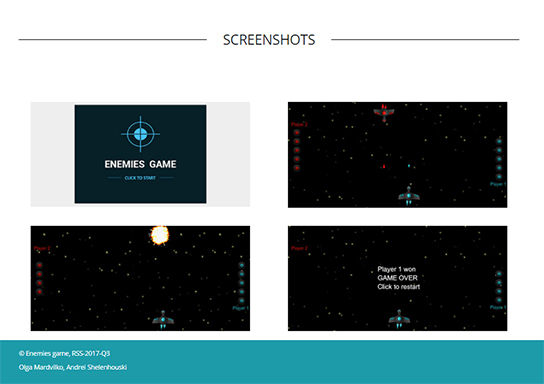 SCREENSHOTS
ENEMIES GAME
CLICK TO START
Player 2
Player 1
Player 2
Player 1
Player 2
Player 1 won
GAME OVER
Click to restart
Player 1
© Enemies game, RSS-2017-Q3
Olga Mardvilko, Andrei Shelenhouski